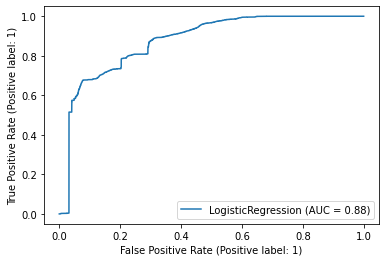 1.0
0.8
0.6
0.4
0.2
0.0
True Positive Rate (Positive label: 1)
LogisticRegression (AUC = 0.88)
0.0 0.2 0.4 0.6 0.8 1.0
False Positive Rate (Positive label: 1)